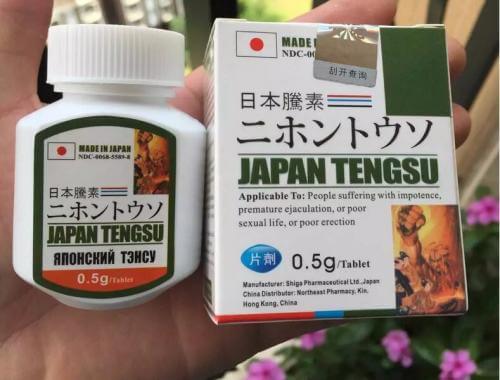 MADE IN JAPAN
NDC-0068-5589-8
日本騰素
ニホントウソ
JAPAN TENGSU
ЯПОНСКИЙ ТЭНСУ
0.5g/Tablet
MADE IN
NDC-00
刮开查询
日本騰素
ニホントウソ
JAPAN TENGSU
Applicable To: People suffering with impotence,
premature ejaculation, or poor
sexual life, or poor erection
片劑
0.5g/Tablet
Manufacturer: Shiga Pharmaceutical Ltd.,Japan
China Distributor: Northeast Pharmacy, Kin,
Hong Kong, China